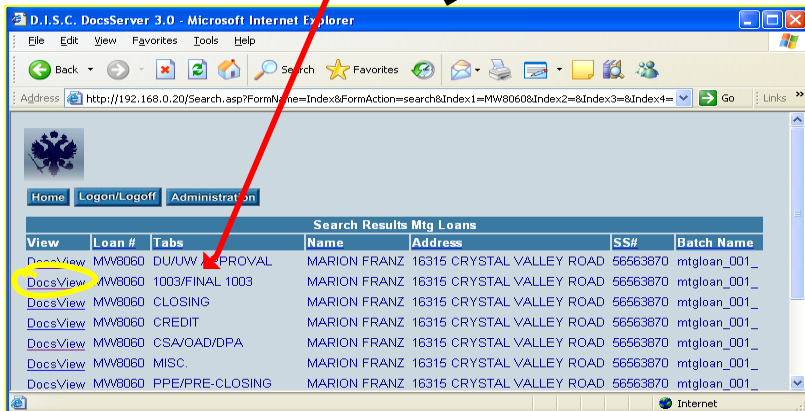 D.I.S.C. DocsServer 3.0 - Microsoft Internet Explorer
File Edit View Favorites Tools Help
Back Search Favorites
Address http://192.168.0.20/Search.asp?FormName=Index&FormAction=search&Index1=MW8060&Index2=&Index3=&Index4= Go Links »
Home Logon/Logoff Administration
Search Results Mtg Loans
View Loan # Tabs Name Address SS# Batch Name
DocsView MW8060 DU/UW APPROVAL MARION FRANZ 16315 CRYSTAL VALLEY ROAD 56563870 mtgloan_001_
DocsView MW8060 1003/FINAL 1003 MARION FRANZ 16315 CRYSTAL VALLEY ROAD 56563870 mtgloan_001_
DocsView MW8060 CLOSING MARION FRANZ 16315 CRYSTAL VALLEY ROAD 56563870 mtgloan_001_
DocsView MW8060 CREDIT MARION FRANZ 16315 CRYSTAL VALLEY ROAD 56563870 mtgloan_001_
DocsView MW8060 CSA/OAD/DPA MARION FRANZ 16315 CRYSTAL VALLEY ROAD 56563870 mtgloan_001_
DocsView MW8060 MISC. MARION FRANZ 16315 CRYSTAL VALLEY ROAD 56563870 mtgloan_001_
DocsView MW8060 PPE/PRE-CLOSING MARION FRANZ 16315 CRYSTAL VALLEY ROAD 56563870 mtgloan_001_
Internet